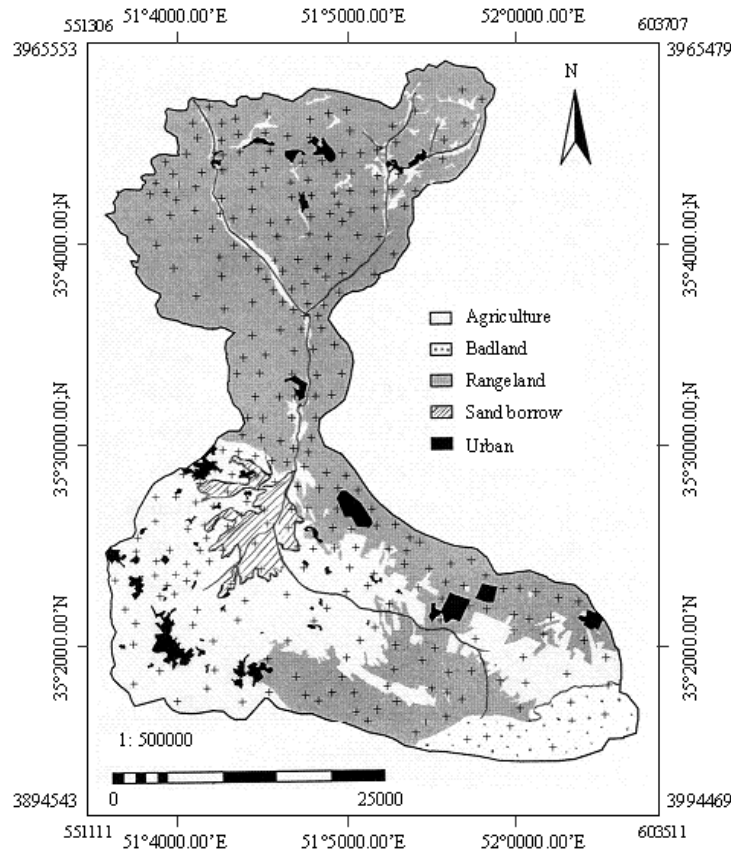 551306 51°4000.00'E 51°5000.00'E 52°0000.00'E 603707
3965553 3965479
N
35°4000.00;N 35°4000.00;N
Agriculture
Badland
Rangeland
Sand borrow
Urban
35°30000.00;N 35°30000.00;N
35°2000.00"N 35°2000.00;N
1: 500000
0 25000
3894543 3994469
551111 51°4000.00'E 51°5000.00'E 52°0000.00'E 603511